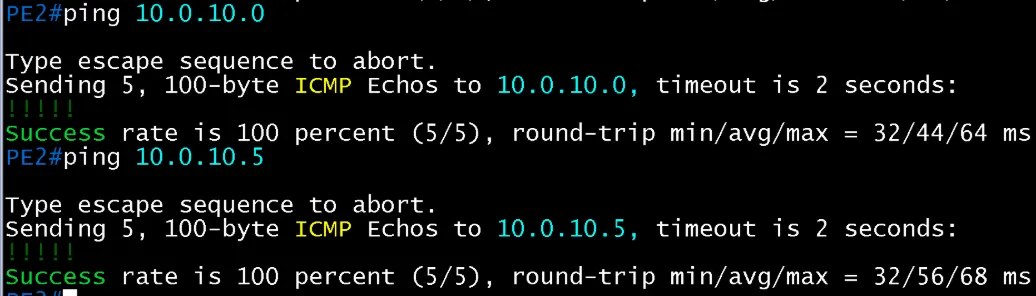 PE2#ping 10.0.10.0
Type escape sequence to abort.
Sending 5, 100-byte ICMP Echos to 10.0.10.0, timeout is 2 seconds:
!!!!!
Success rate is 100 percent (5/5), round-trip min/avg/max = 32/44/64 ms
PE2#ping 10.0.10.5
Type escape sequence to abort.
Sending 5, 100-byte ICMP Echos to 10.0.10.5, timeout is 2 seconds:
!!!!!
Success rate is 100 percent (5/5), round-trip min/avg/max = 32/56/68 ms
PE2#